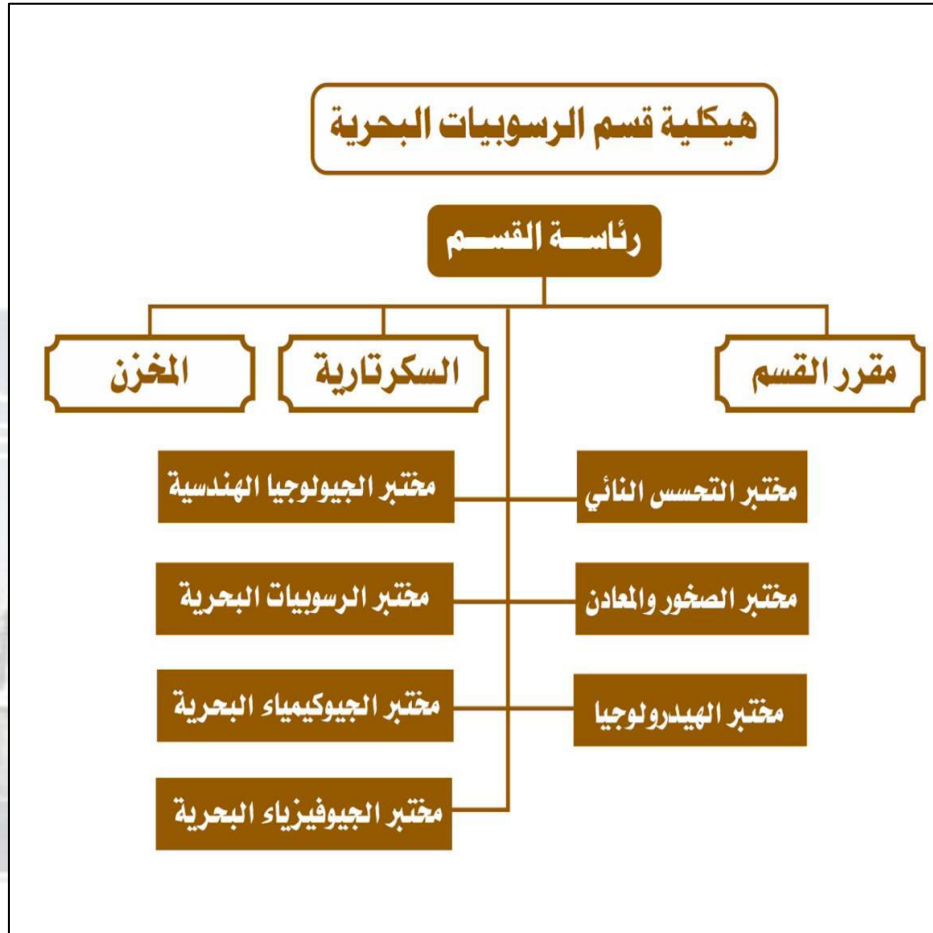 هيكلية قسم الرسوبيات البحرية
رئاسة القسم
مقرر القسم
السكرتارية
المخزن
مختبر التحسس النائي
مختبر الجيولوجيا الهندسية
مختبر الصخور والمعادن
مختبر الرسوبيات البحرية
مختبر الهيدرولوجيا
مختبر الجيوكيمياء البحرية
مختبر الجيوفيزياء البحرية